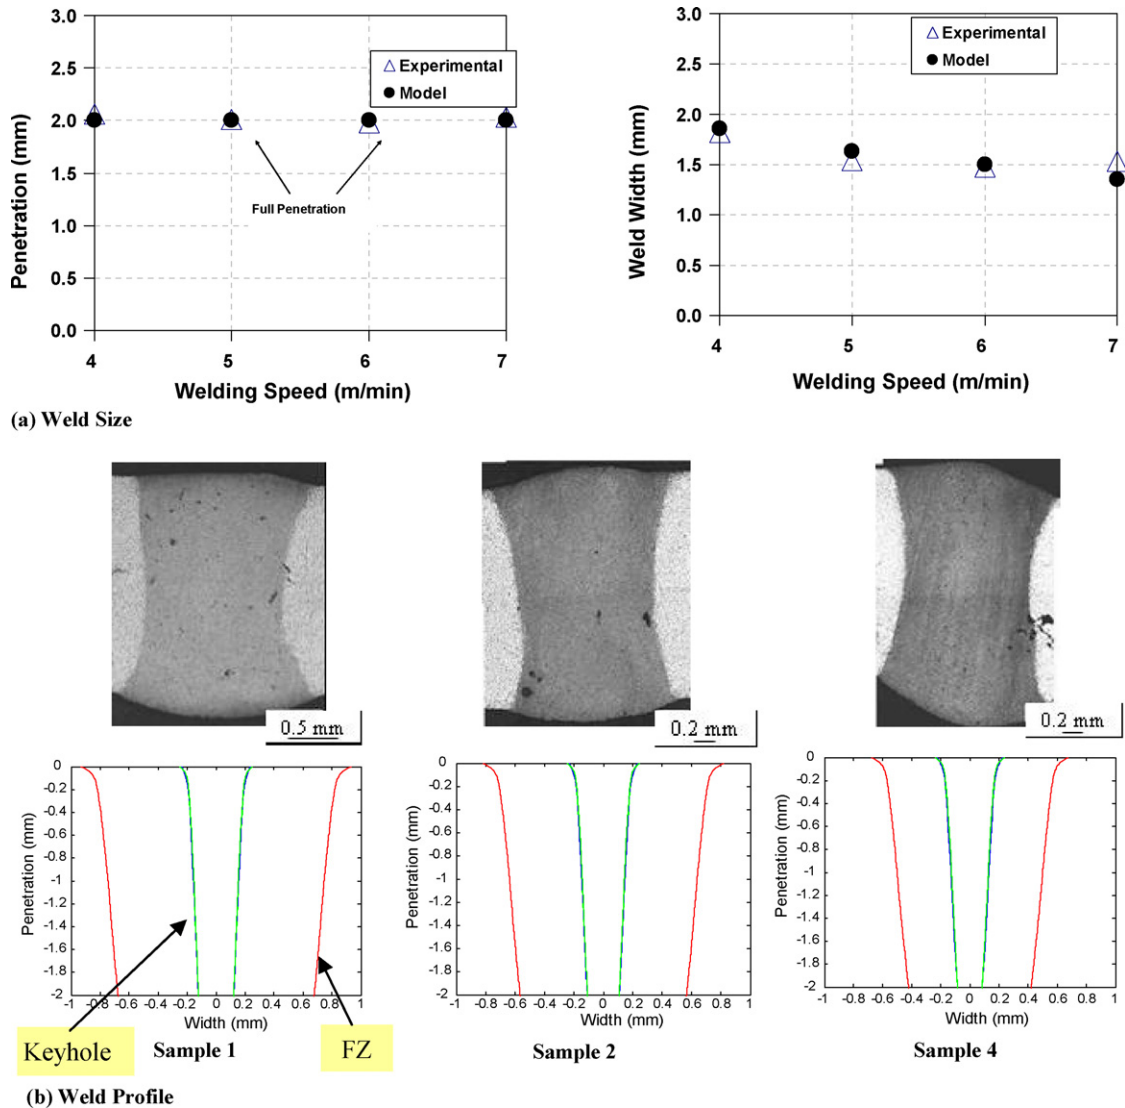 3.0
2.5
2.0
1.5
1.0
0.5
0.0
Penetration (mm)
Experimental
Model
Full Penetration
4 5 6 7
Welding Speed (m/min)
3.0
2.5
2.0
1.5
1.0
0.5
0.0
Weld Width (mm)
Experimental
Model
4 5 6 7
Welding Speed (m/min)
(a) Weld Size
0.5 mm
0.2 mm
0.2 mm
0
-0.2
-0.4
-0.6
-0.8
-1
-1.2
-1.4
-1.6
-1.8
-2
Penetration (mm)
-1 -0.8 -0.6 -0.4 -0.2 0 0.2 0.4 0.6 0.8 1
Width (mm)
Keyhole
Sample 1
FZ
0
-0.2
-0.4
-0.6
-0.8
-1
-1.2
-1.4
-1.6
-1.8
-2
Penetration (mm)
-1 -0.8 -0.6 -0.4 -0.2 0 0.2 0.4 0.6 0.8 1
Width (mm)
Sample 2
0
-0.2
-0.4
-0.6
-0.8
-1
-1.2
-1.4
-1.6
-1.8
-2
Penetration (mm)
-1 -0.8 -0.6 -0.4 -0.2 0 0.2 0.4 0.6 0.8 1
Width (mm)
Sample 4
(b) Weld Profile